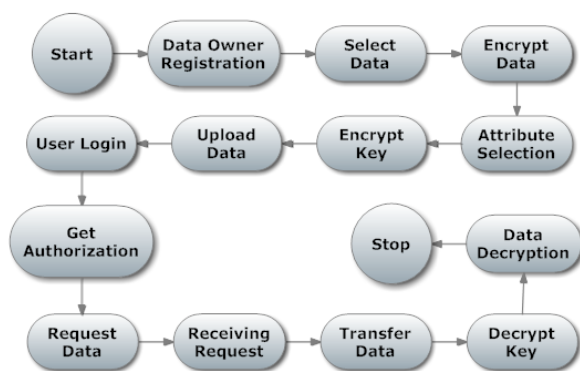 Start
Data Owner
Registration
Select
Data
Encrypt
Data
Attribute
Selection
Encrypt
Key
Upload
Data
User Login
Get
Authorization
Request
Data
Receiving
Request
Transfer
Data
Decrypt
Key
Data
Decryption
Stop